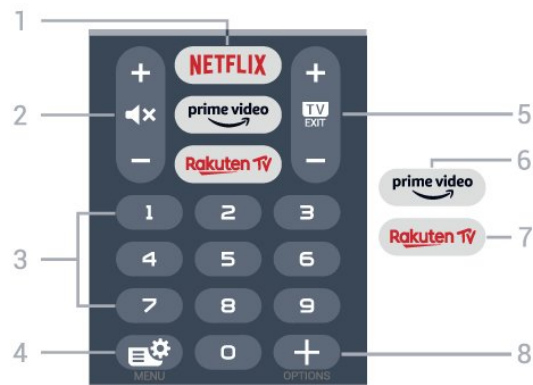 1
NETFLIX
+ +
2
prime video
TV
EXIT
5
− −
Rakuten TV
6
prime video
1 2 3
Rakuten TV
7
3
4 5 6
7 8 9
4
0 +
8
MENU OPTIONS